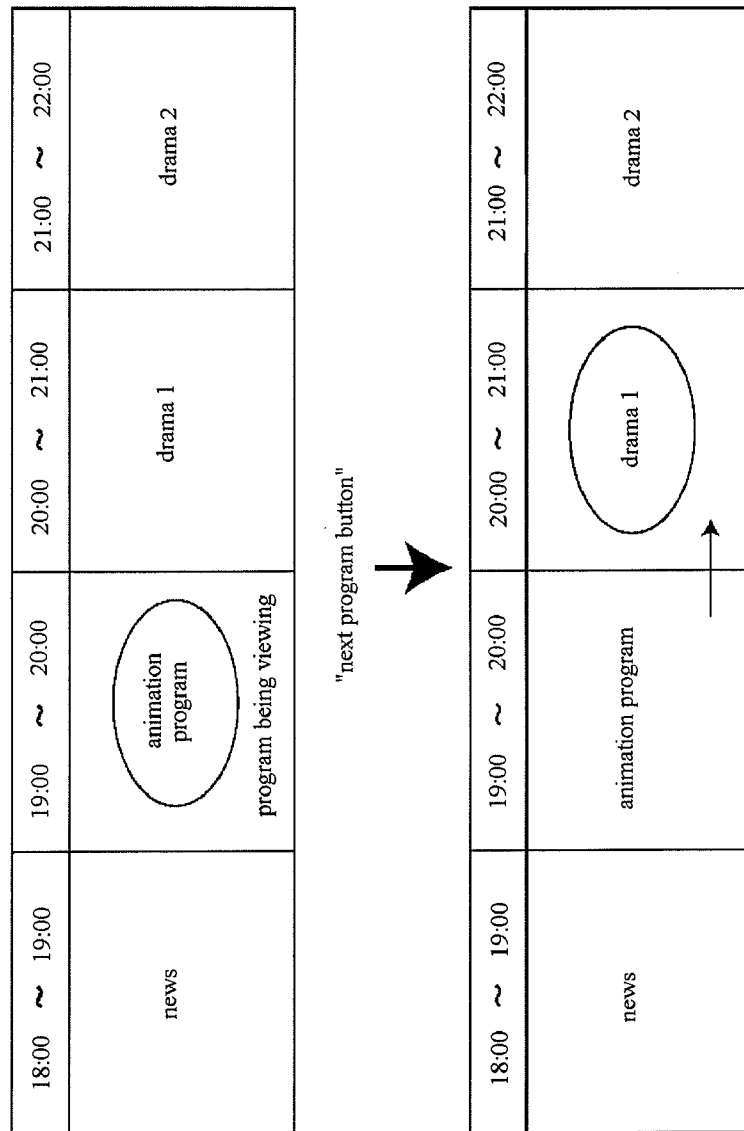 18:00 ~ 19:00
19:00 ~ 20:00
20:00 ~ 21:00
21:00 ~ 22:00
news
animation
program
drama 1
drama 2
program being viewing
"next program button"
18:00 ~ 19:00
19:00 ~ 20:00
20:00 ~ 21:00
21:00 ~ 22:00
news
animation program
drama 1
drama 2